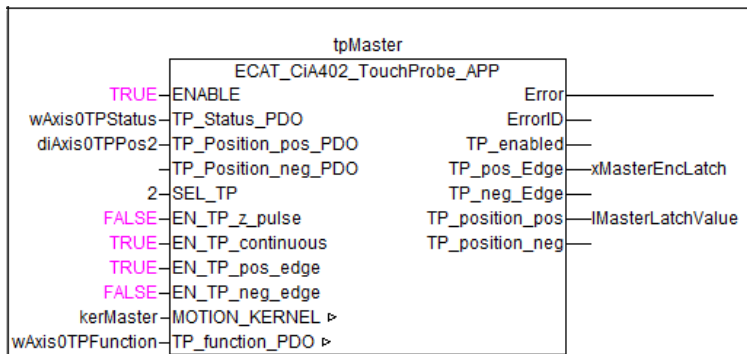 tpMaster
ECAT_CiA402_TouchProbe_APP
TRUE ENABLE Error
wAxis0TPStatus TP_Status_PDO ErrorID
diAxis0TPPos2 TP_Position_pos_PDO TP_enabled
TP_Position_neg_PDO TP_pos_Edge xMasterEncLatch
2 SEL_TP TP_neg_Edge
FALSE EN_TP_z_pulse TP_position_pos lMasterLatchValue
TRUE EN_TP_continuous TP_position_neg
TRUE EN_TP_pos_edge
FALSE EN_TP_neg_edge
kerMaster MOTION_KERNEL ▹
wAxis0TPFunction TP_function_PDO ▹